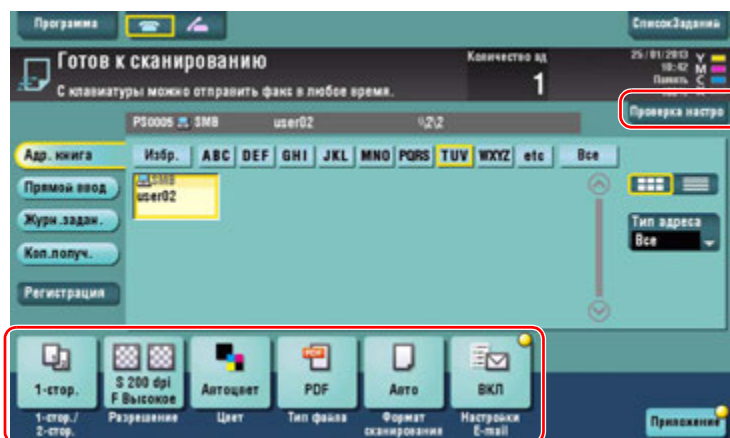 Программа
СписокЗаданий
Готов к сканированию
Количество ад
1
С клавиатуры можно отправить факс в любое время.
25/01/2013
10:42
Память
Y
M
C
Проверка настро
PS0005 SMB user02
Адр. книга
Избр. ABC DEF GHI JKL MNO PQRS TUV WXYZ etc Все
SMB
user02
Прямой ввод
Журн.задан.
Коп.получ.
Регистрация
Тип адреса
Все
1-стор.
S 200 dpi
F Высокое
Автоцвет
PDF
PDF
Авто
ВКЛ
1-стор./
2-стор.
Разрешение
Цвет
Тип файла
Формат
сканирования
Настройки
E-mail
Приложение